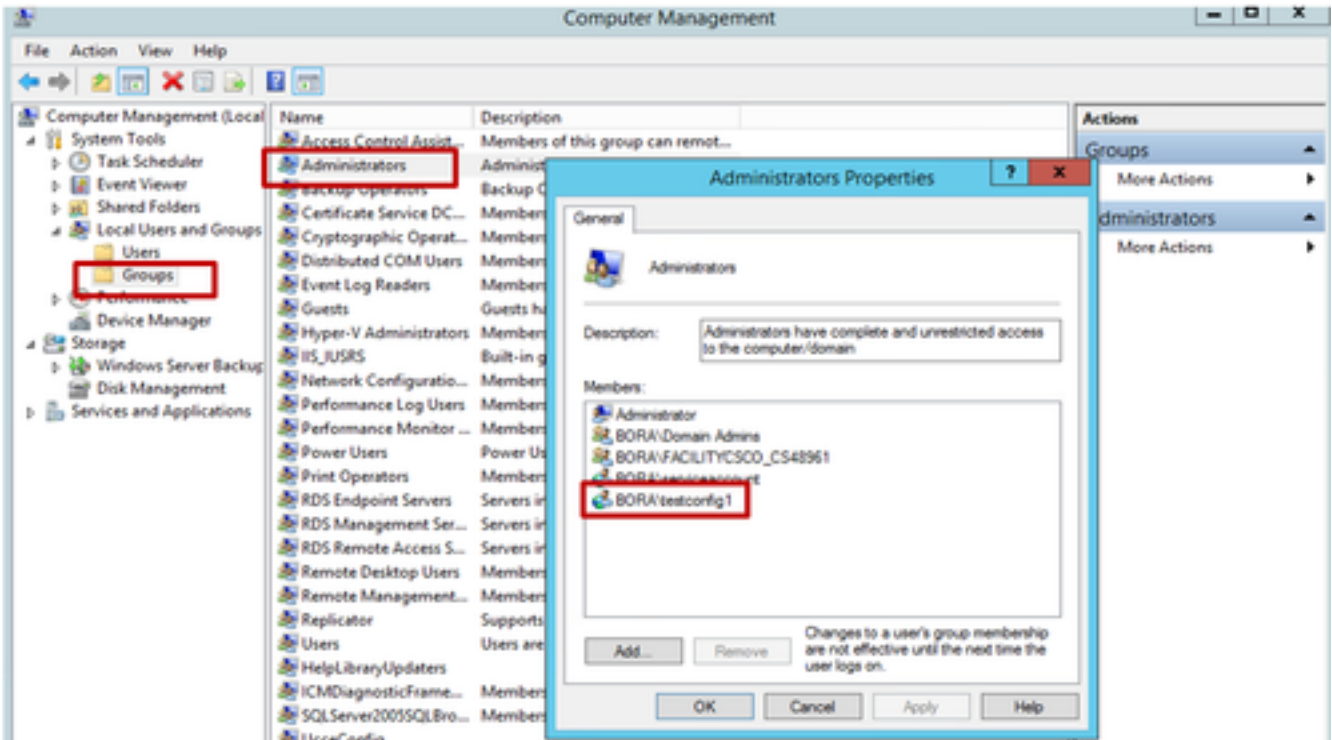 Computer Management
File Action View Help
Computer Management (Local
System Tools
Task Scheduler
Event Viewer
Shared Folders
Local Users and Groups
Users
Groups
Performance
Device Manager
Storage
Windows Server Backup
Disk Management
Services and Applications
Name Description
Access Control Assist... Members of this group can remot...
Administrators Administ
Backup Operators Backup O
Certificate Service DC... Member
Cryptographic Operat... Member
Distributed COM Users Member
Event Log Readers Member
Guests Guests ha
Hyper-V Administrators Member
IIS_IUSRS Built-in g
Network Configuratio... Member
Performance Log Users Member
Performance Monitor ... Member
Power Users Power Us
Print Operators Member
RDS Endpoint Servers Servers in
RDS Management Ser... Servers in
RDS Remote Access S... Servers in
Remote Desktop Users Member
Remote Management... Member
Replicator Supports
Users Users are
HelpLibraryUpdaters
ICMDiagnosticFrame... Member
SQLServer2005SQLBro... Member
UcceConfig
Administrators Properties
General
Administrators
Description: Administrators have complete and unrestricted access
to the computer/domain
Members:
Administrator
BORA\Domain Admins
BORA\FACILITYCSCO_CS48961
BORA\serviceaccount
BORA\testconfig1
Add... Remove
Changes to a user's group membership
are not effective until the next time the
user logs on.
OK Cancel Apply Help
Actions
Groups
More Actions
dministrators
More Actions